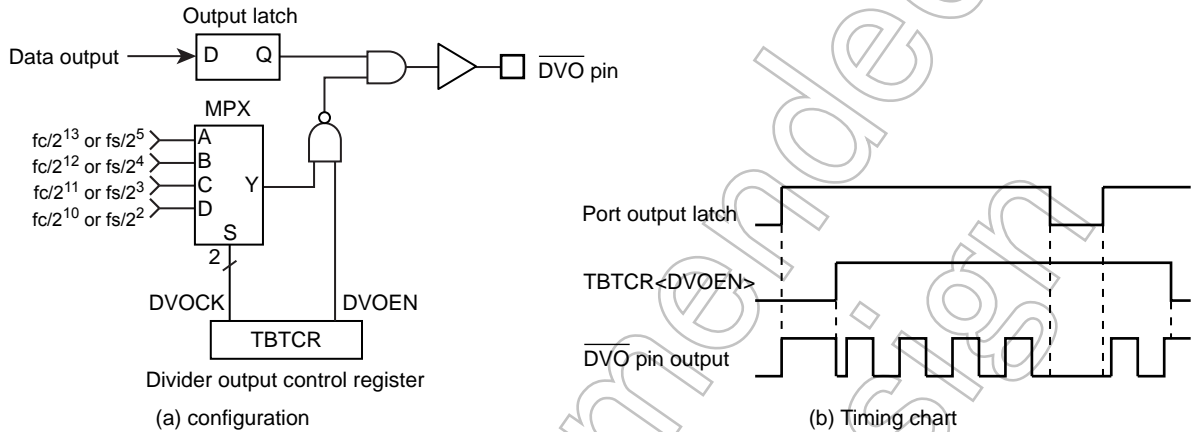 Output latch
Data output
D Q
DVO pin
MPX
fc/2^13 or fs/2^5
A
fc/2^12 or fs/2^4
B
fc/2^11 or fs/2^3
C Y
fc/2^10 or fs/2^2
D
S
2
DVOCK DVOEN
TBTCR
Divider output control register
(a) configuration
Port output latch
TBTCR<DVOEN>
DVO pin output
(b) Timing chart